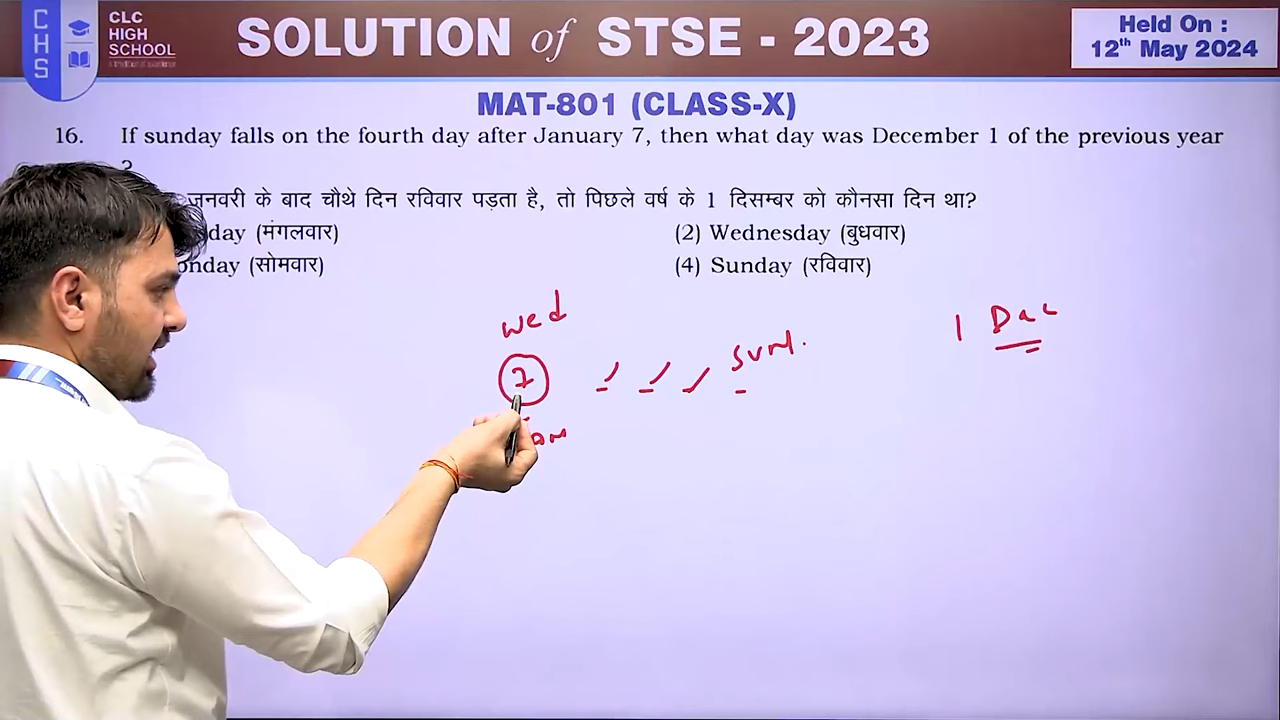 CHS
CLC
HIGH
SCHOOL
SOLUTION of STSE - 2023
Held On :
12th May 2024
MAT-801 (CLASS-X)
16. If sunday falls on the fourth day after January 7, then what day was December 1 of the previous year
?
जनवरी के बाद चौथे दिन रविवार पड़ता है, तो पिछले वर्ष के 1 दिसम्बर को कौनसा दिन था?
day (मंगलवार) (2) Wednesday (बुधवार)
onday (सोमवार) (4) Sunday (रविवार)
wed
1 Dec
7 Sund.